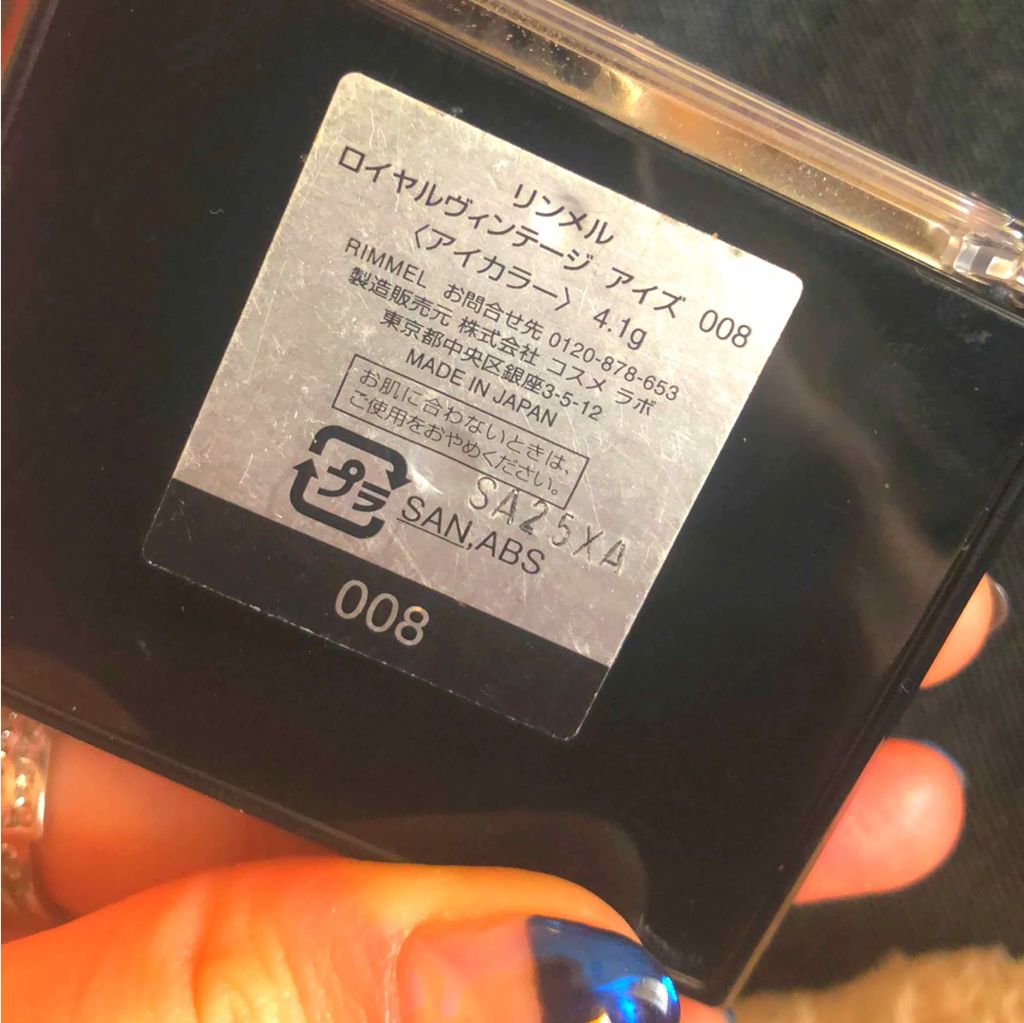 リンメル
ロイヤルヴィンテージ アイズ 008
〈アイカラー〉 4.1g
RIMMEL お問合せ先 0120-878-653
製造販売元 株式会社 コスメ ラボ
東京都中央区銀座3-5-12
MADE IN JAPAN
お肌に合わないときは、
ご使用をおやめください。
プラ
SA25XA
SAN,ABS
008